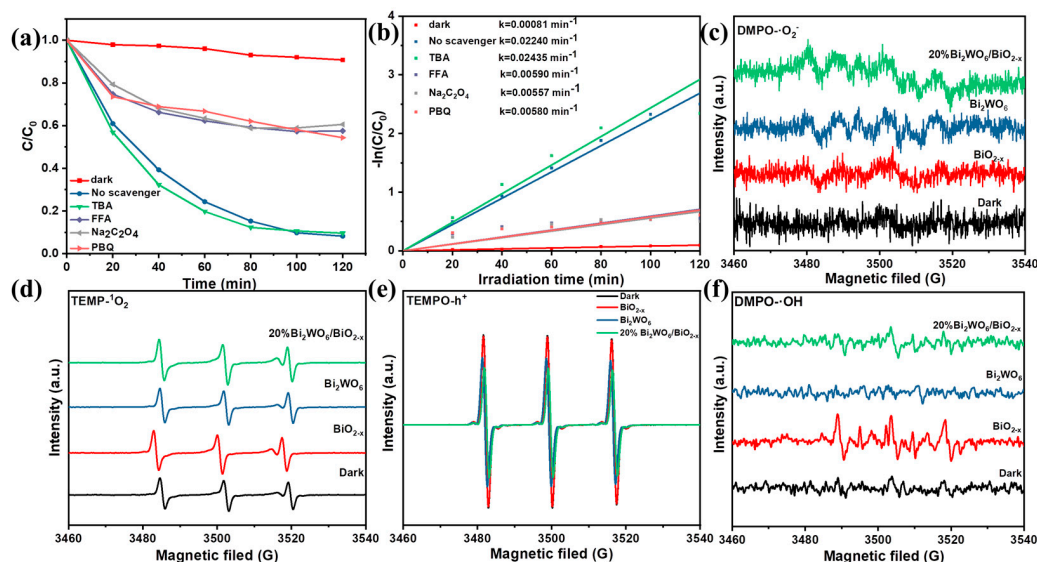 (a)
C/C₀
1.0
0.8
0.6
0.4
0.2
0.0
dark
No scavenger
TBA
FFA
Na₂C₂O₄
PBQ
0 20 40 60 80 100 120
Time (min)
(b)
-ln(C/C₀)
4
3
2
1
0
dark k=0.00081 min⁻¹
No scavenger k=0.02240 min⁻¹
TBA k=0.02435 min⁻¹
FFA k=0.00590 min⁻¹
Na₂C₂O₄ k=0.00557 min⁻¹
PBQ k=0.00580 min⁻¹
0 20 40 60 80 100 120
Irradiation time (min)
(c)
DMPO-·O₂⁻
Intensity (a.u.)
20%Bi₂WO₆/BiO₂₋ₓ
Bi₂WO₆
BiO₂₋ₓ
Dark
3460 3480 3500 3520 3540
Magnetic filed (G)
(d)
TEMP-¹O₂
Intensity (a.u.)
20%Bi₂WO₆/BiO₂₋ₓ
Bi₂WO₆
BiO₂₋ₓ
Dark
3460 3480 3500 3520 3540
Magnetic filed (G)
(e)
TEMPO-h⁺
Intensity (a.u.)
Dark
BiO₂₋ₓ
Bi₂WO₆
20% Bi₂WO₆/BiO₂₋ₓ
3460 3480 3500 3520 3540
Magnetic filed (G)
(f)
DMPO-·OH
Intensity (a.u.)
20%Bi₂WO₆/BiO₂₋ₓ
Bi₂WO₆
BiO₂₋ₓ
Dark
3460 3480 3500 3520 3540
Magnetic filed (G)